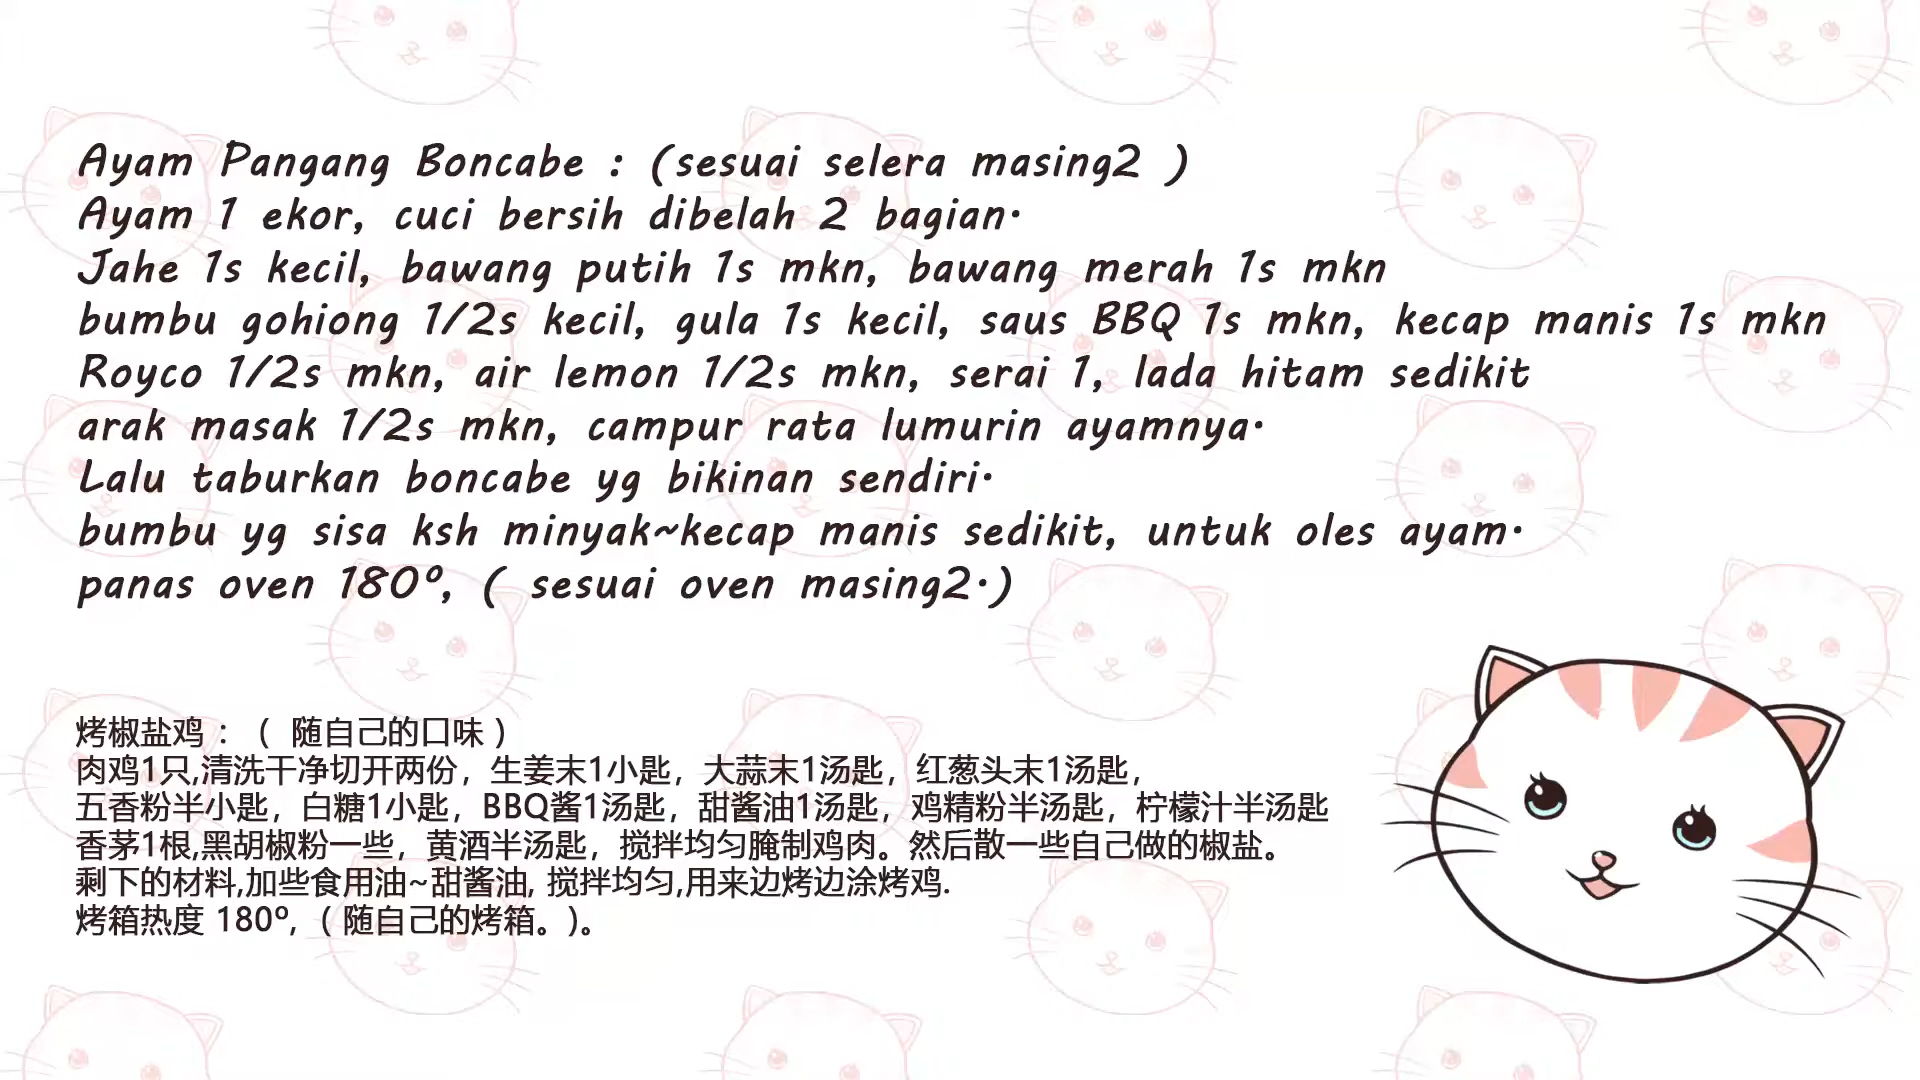 Ayam Pangang Boncabe : (sesuai selera masing2 )
Ayam 1 ekor, cuci bersih dibelah 2 bagian.
Jahe 1s kecil, bawang putih 1s mkn, bawang merah 1s mkn
bumbu gohiong 1/2s kecil, gula 1s kecil, saus BBQ 1s mkn, kecap manis 1s mkn
Royco 1/2s mkn, air lemon 1/2s mkn, serai 1, lada hitam sedikit
arak masak 1/2s mkn, campur rata lumurin ayamnya.
Lalu taburkan boncabe yg bikinan sendiri.
bumbu yg sisa ksh minyak~kecap manis sedikit, untuk oles ayam.
panas oven 180º, ( sesuai oven masing2.)
烤椒盐鸡 ：（ 随自己的口味 ）
肉鸡1只,清洗干净切开两份，生姜末1小匙，大蒜末1汤匙，红葱头末1汤匙，
五香粉半小匙，白糖1小匙，BBQ酱1汤匙，甜酱油1汤匙，鸡精粉半汤匙，柠檬汁半汤匙
香茅1根,黑胡椒粉一些，黄酒半汤匙，搅拌均匀腌制鸡肉。然后散一些自己做的椒盐。
剩下的材料,加些食用油~甜酱油, 搅拌均匀,用来边烤边涂烤鸡.
烤箱热度 180º,（ 随自己的烤箱。)。